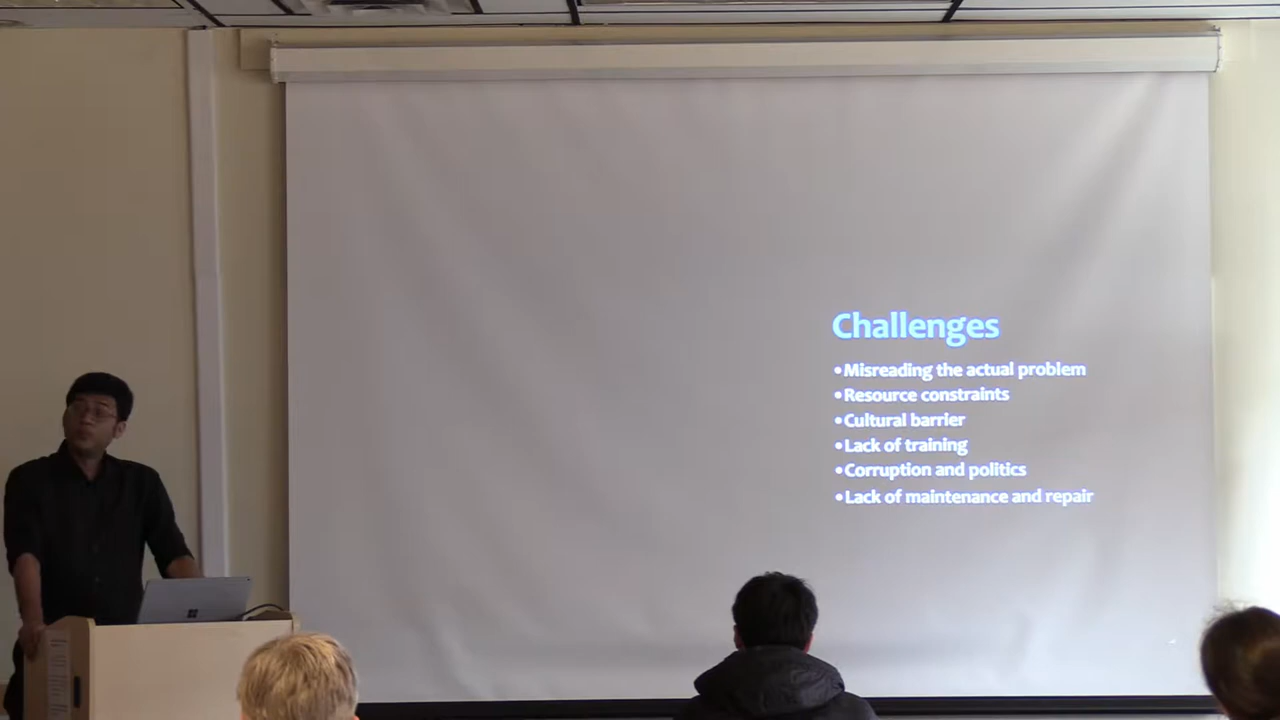 Challenges
•Misreading the actual problem
•Resource constraints
•Cultural barrier
•Lack of training
•Corruption and politics
•Lack of maintenance and repair